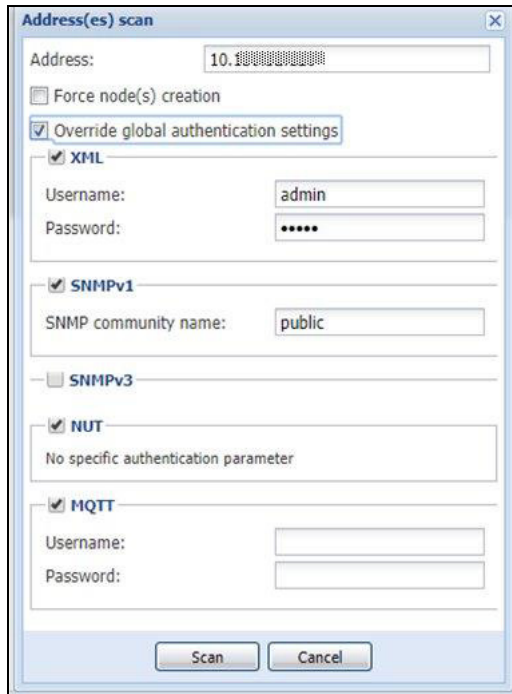 Address(es) scan
Address: 10.1
Force node(s) creation
Override global authentication settings
XML
Username: admin
Password: •••••
SNMPv1
SNMP community name: public
SNMPv3
NUT
No specific authentication parameter
MQTT
Username:
Password:
Scan Cancel